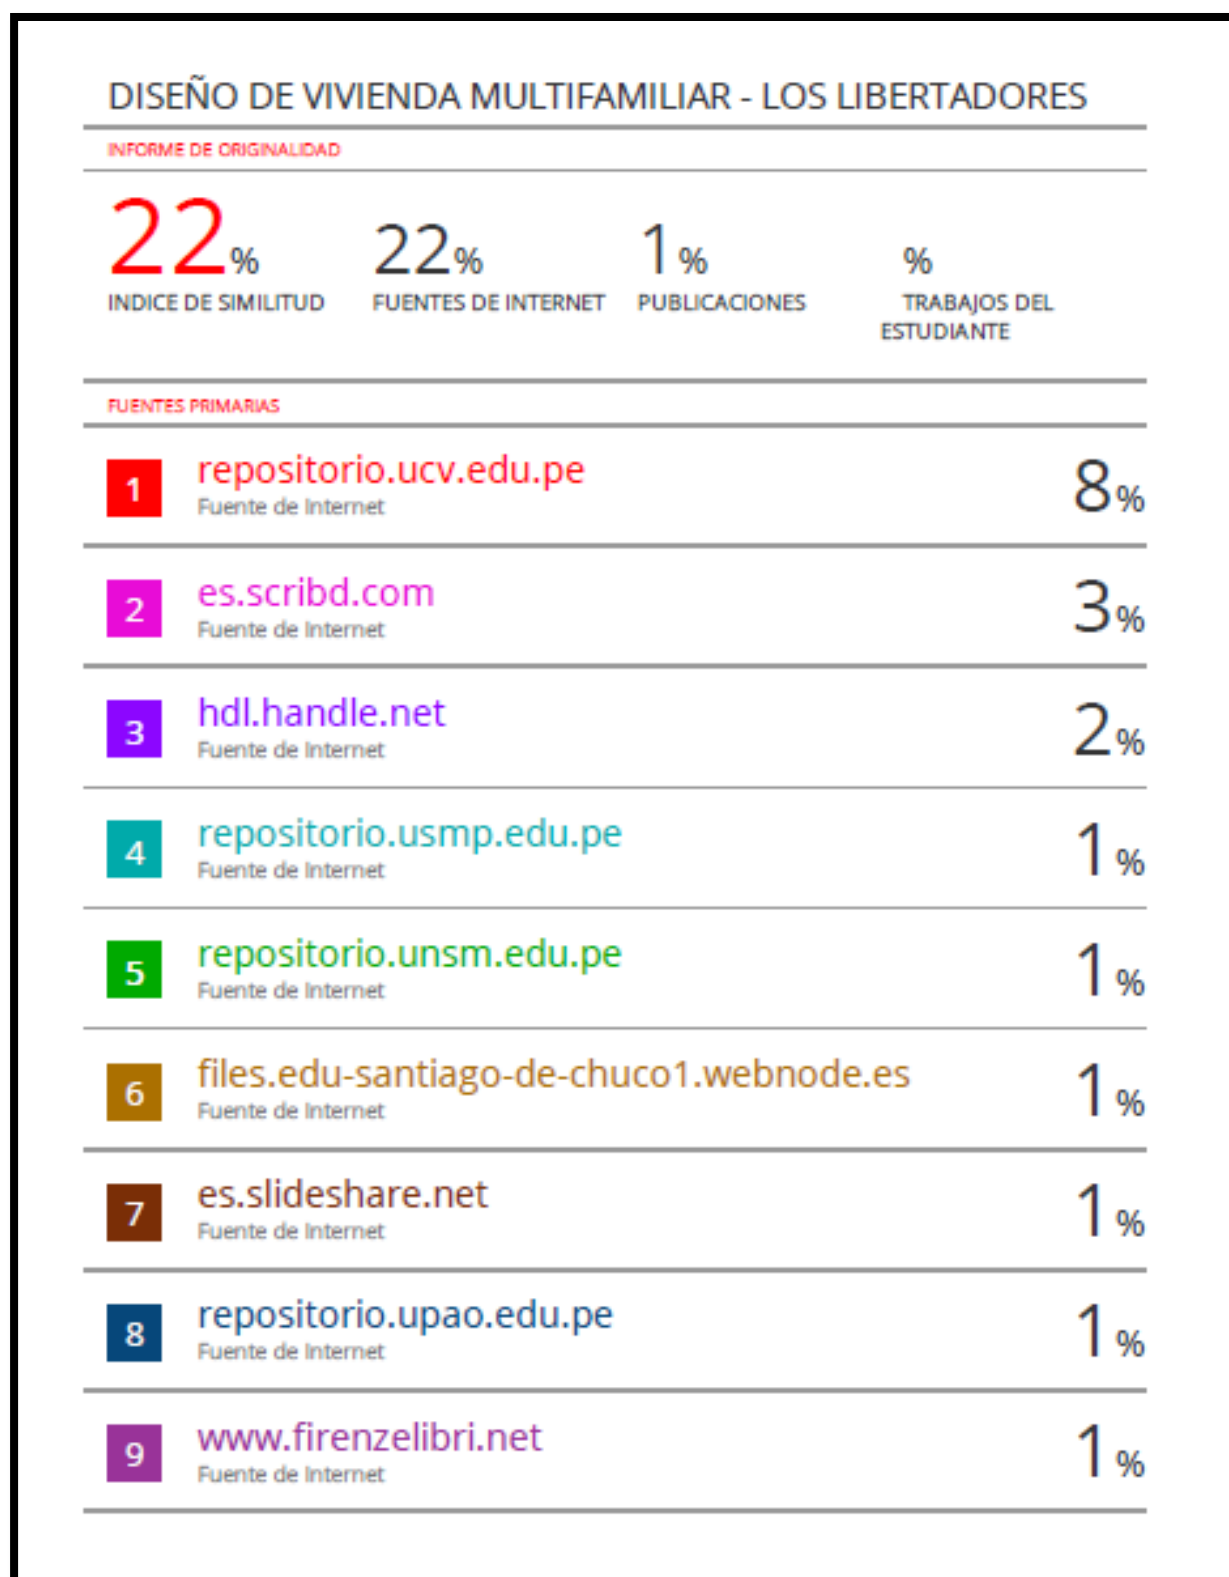 DISEÑO DE VIVIENDA MULTIFAMILIAR - LOS LIBERTADORES
INFORME DE ORIGINALIDAD
22% 22% 1% %
INDICE DE SIMILITUD FUENTES DE INTERNET PUBLICACIONES TRABAJOS DEL
ESTUDIANTE
FUENTES PRIMARIAS
1 repositorio.ucv.edu.pe 8%
Fuente de Internet
2 es.scribd.com 3%
Fuente de Internet
3 hdl.handle.net 2%
Fuente de Internet
4 repositorio.usmp.edu.pe 1%
Fuente de Internet
5 repositorio.unsm.edu.pe 1%
Fuente de Internet
6 files.edu-santiago-de-chuco1.webnode.es 1%
Fuente de Internet
7 es.slideshare.net 1%
Fuente de Internet
8 repositorio.upao.edu.pe 1%
Fuente de Internet
9 www.firenzelibri.net 1%
Fuente de Internet